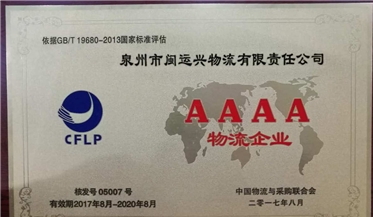 依据GB/T 19680-2013国家标准评估
泉州市闽运兴物流有限责任公司
CFLP
AAAA
物流企业
核发号 05007 号
有效期2017年8月-2020年8月
中国物流与采购联合会
二〇一七年八月